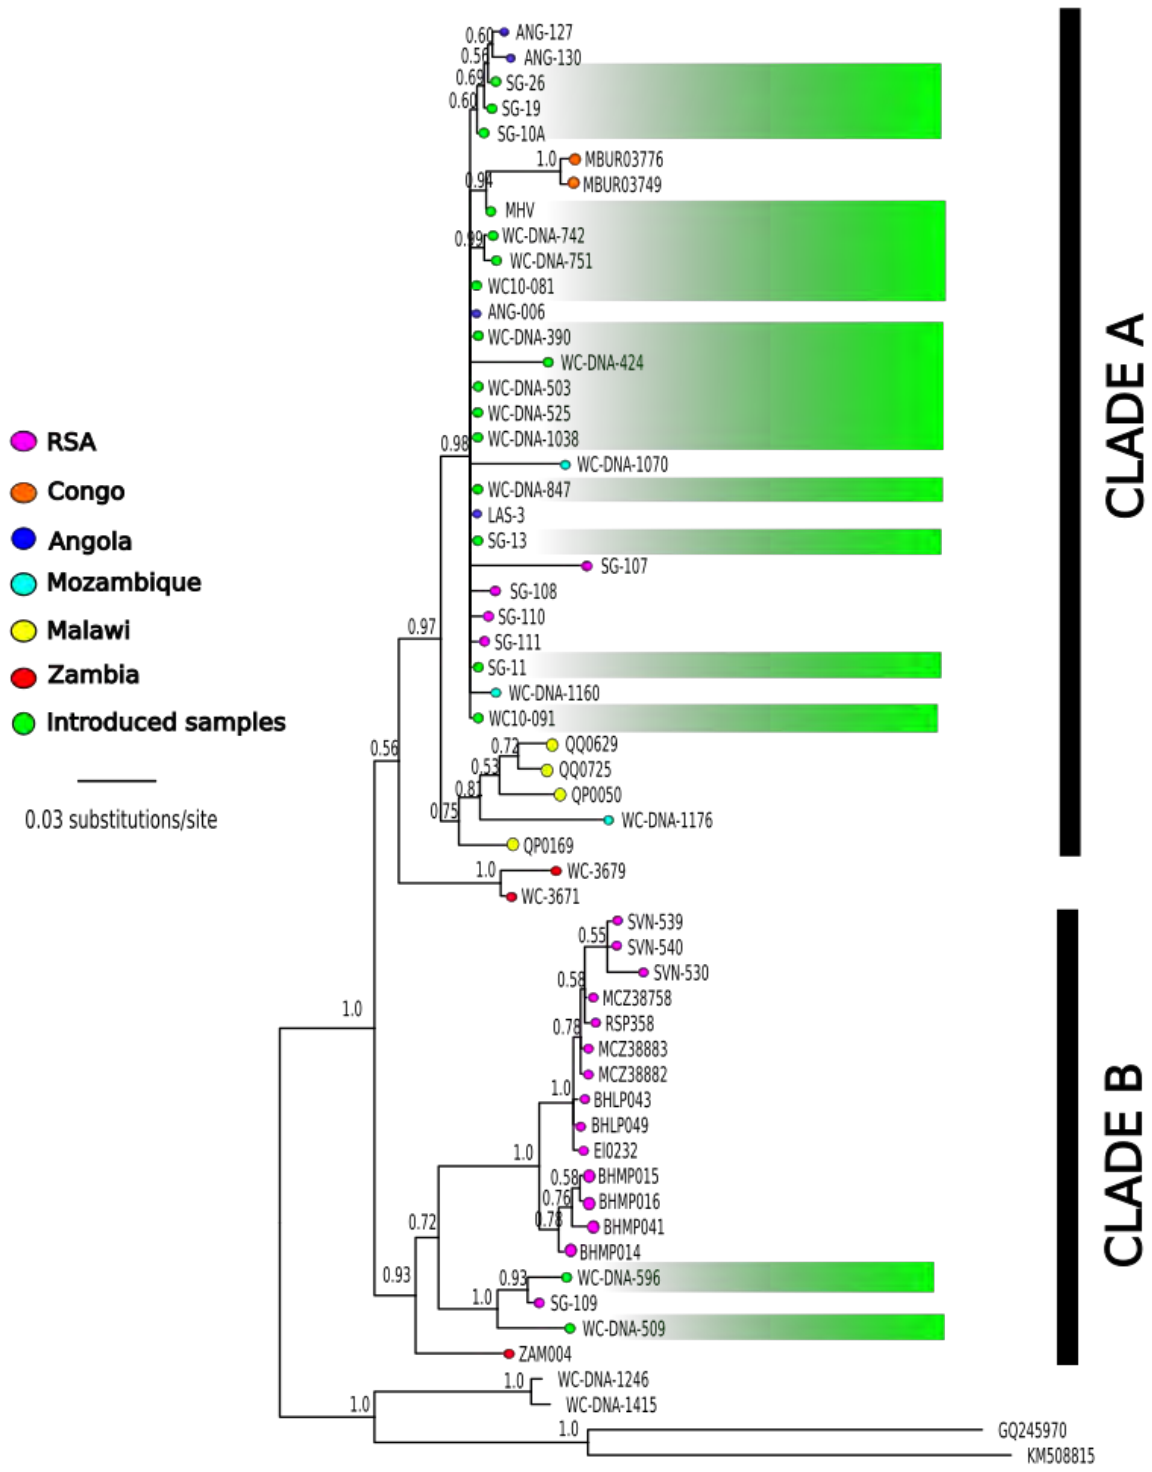 0.60
ANG-127
0.56
ANG-130
0.69
SG-26
0.60
SG-19
SG-10A
1.0
MBUR03776
0.94
MBUR03749
MHV
0.99
WC-DNA-742
WC-DNA-751
WC10-081
ANG-006
WC-DNA-390
WC-DNA-424
WC-DNA-503
WC-DNA-525
WC-DNA-1038
0.98
WC-DNA-1070
WC-DNA-847
LAS-3
SG-13
SG-107
SG-108
SG-110
0.97
SG-111
SG-11
WC-DNA-1160
WC10-091
0.56
0.72
QQ0629
0.53
QQ0725
0.81
QP0050
0.75
WC-DNA-1176
QP0169
1.0
WC-3679
WC-3671
CLADE A
RSA
Congo
Angola
Mozambique
Malawi
Zambia
Introduced samples
0.03 substitutions/site
SVN-539
0.55
SVN-540
SVN-530
0.58
MCZ38758
1.0
RSP358
0.78
MCZ38883
MCZ38882
1.0
BHLP043
BHLP049
1.0
EI0232
0.58
BHMP015
0.76
BHMP016
0.78
BHMP041
0.72
BHMP014
0.93
0.93
WC-DNA-596
1.0
SG-109
WC-DNA-509
ZAM004
CLADE B
1.0
WC-DNA-1246
1.0
WC-DNA-1415
1.0
GQ245970
KM508815